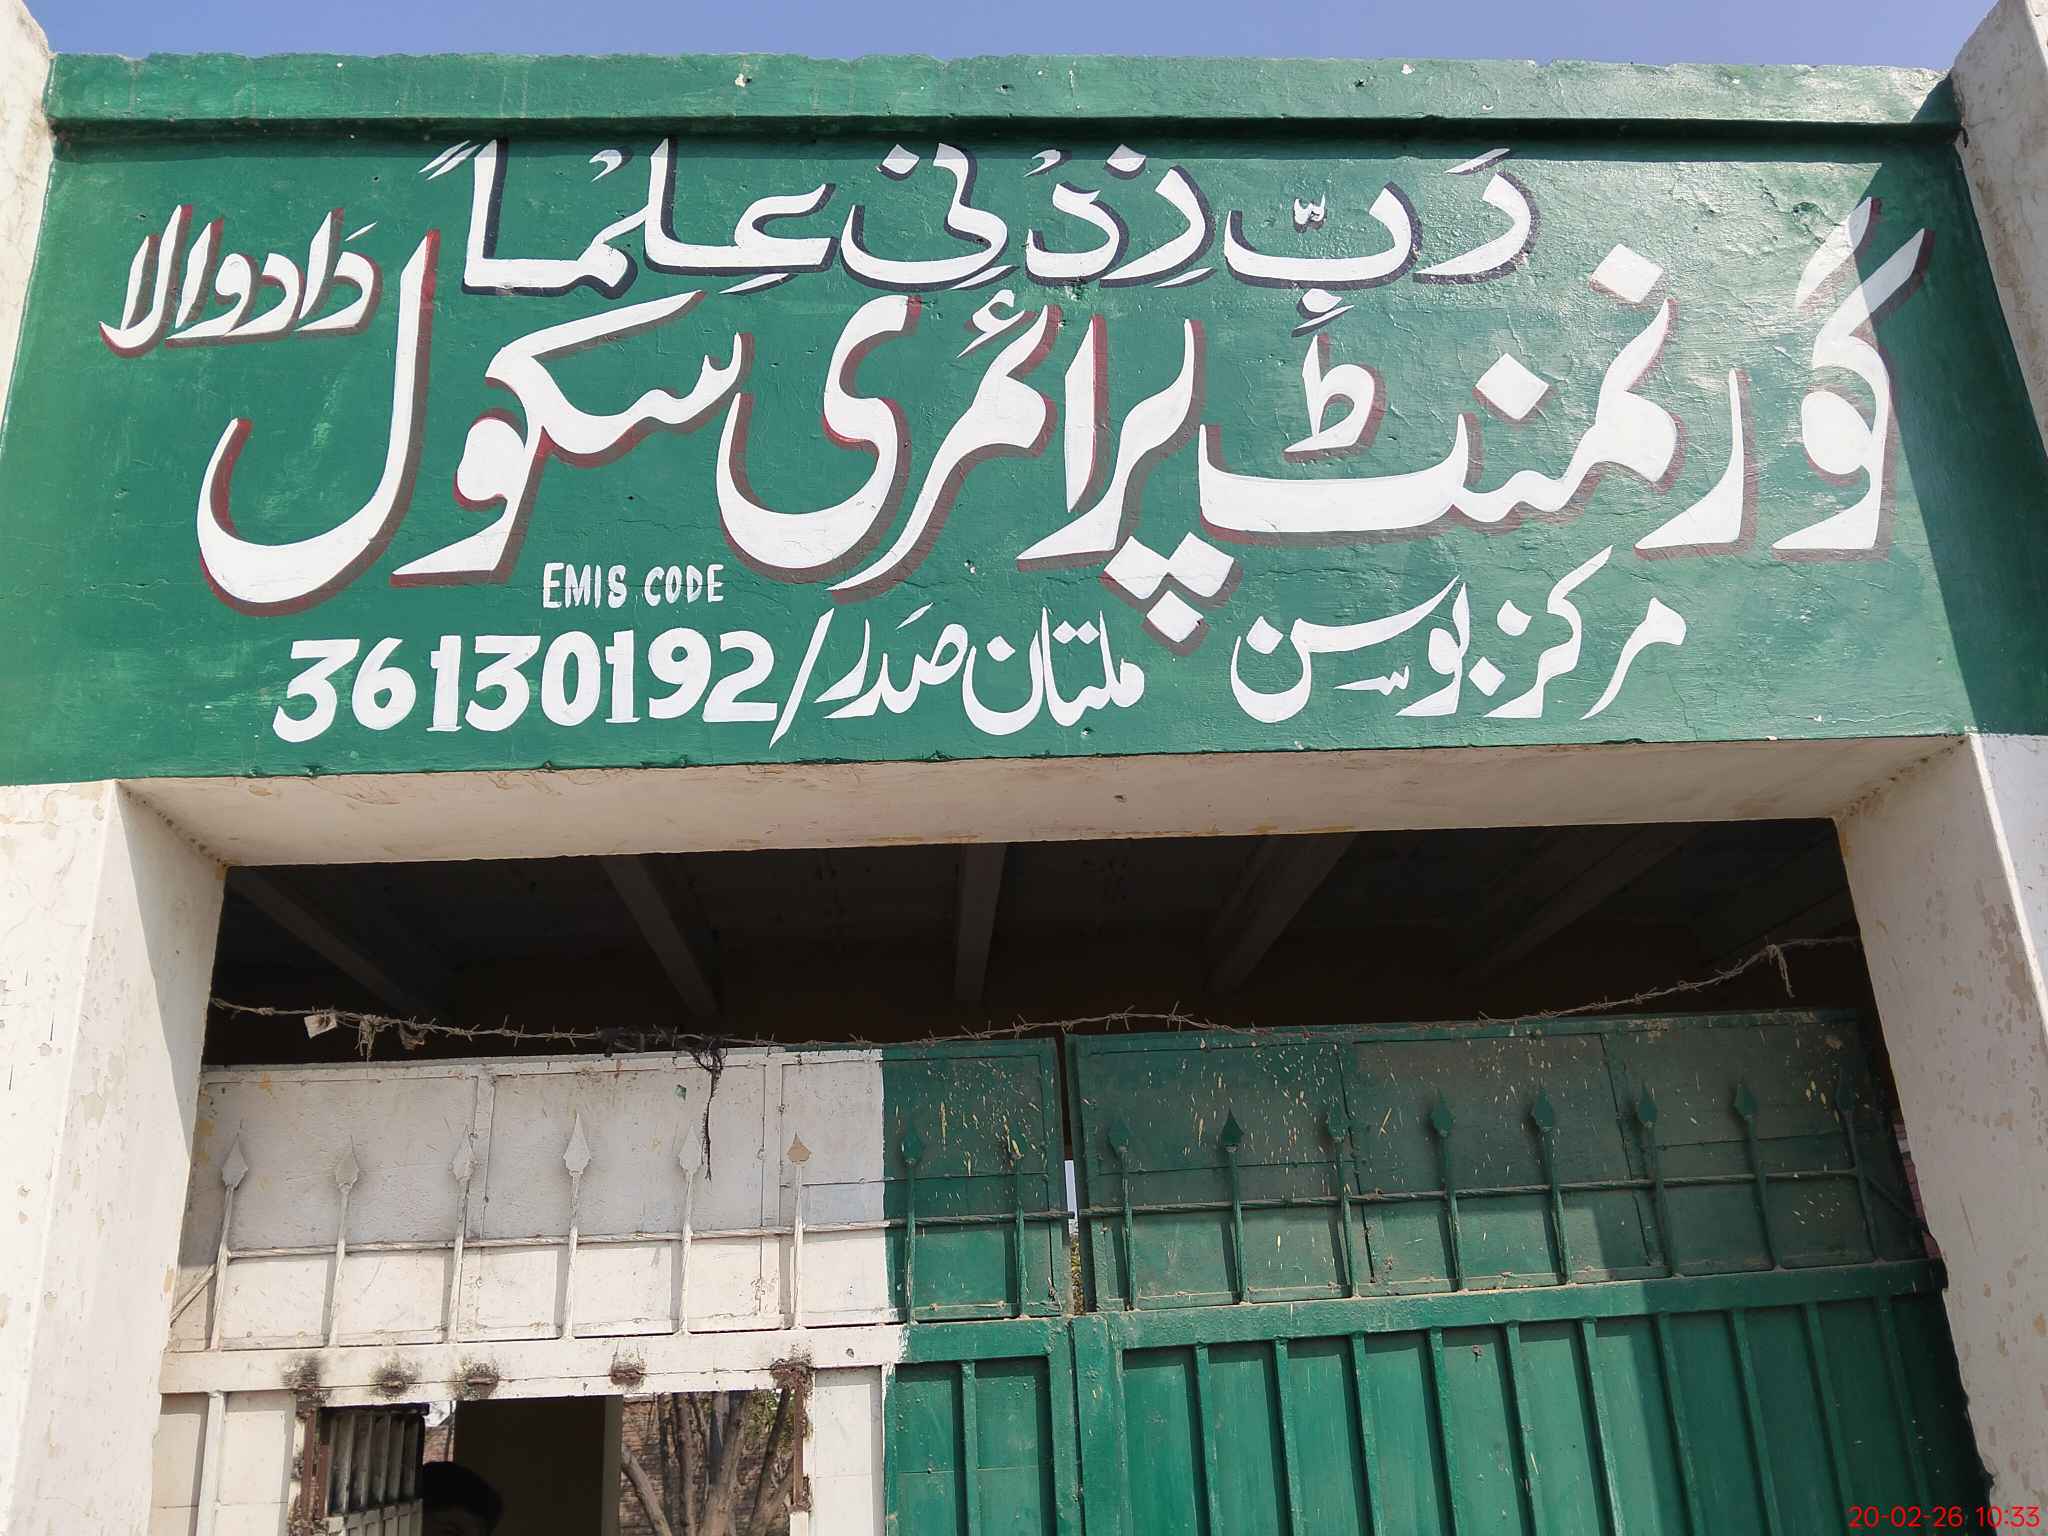 رَبِّ زِدْنِی عِلْماً
گورنمنٹ پرائمری سکول دادوالا
EMIS CODE
مرکز بوسن ملتان صدر/36130192
20-02-26 10:33